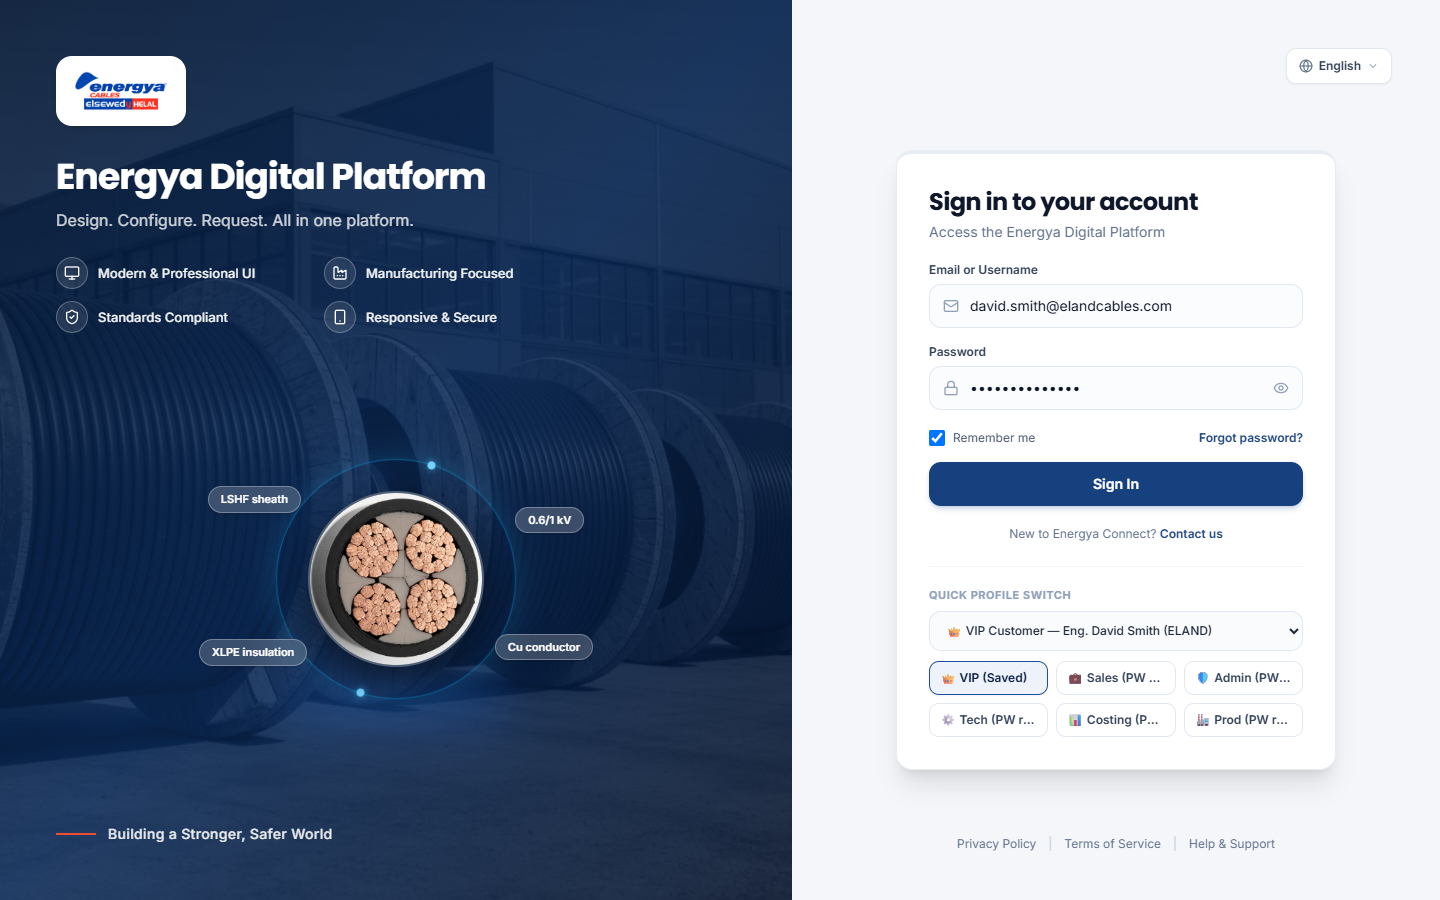 energya
CABLES
elsewedy HELAL
Energya Digital Platform
Design. Configure. Request. All in one platform.
Modern & Professional UI
Manufacturing Focused
Standards Compliant
Responsive & Secure
LSHF sheath
0.6/1 kV
XLPE insulation
Cu conductor
Building a Stronger, Safer World
English
Sign in to your account
Access the Energya Digital Platform
Email or Username
david.smith@elandcables.com
Password
••••••••••••••
Remember me
Forgot password?
Sign In
New to Energya Connect? Contact us
QUICK PROFILE SWITCH
👑 VIP Customer — Eng. David Smith (ELAND)
👑 VIP (Saved)
💼 Sales (PW ...
🛡️ Admin (PW...
⚙️ Tech (PW r...
📊 Costing (P...
🏭 Prod (PW r...
Privacy Policy | Terms of Service | Help & Support